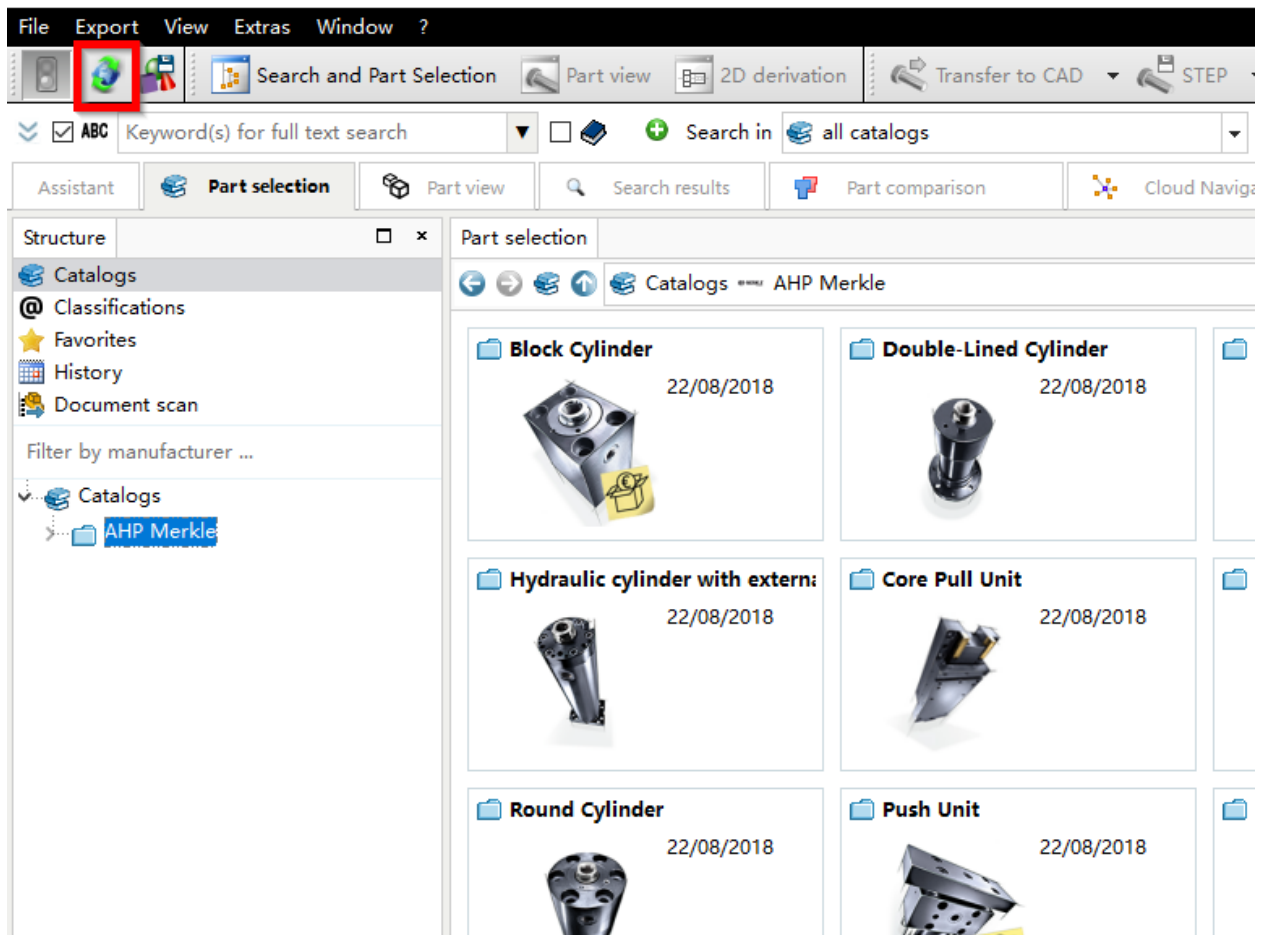 File Export View Extras Window ?
Search and Part Selection Part view 2D derivation Transfer to CAD STEP
ABC Keyword(s) for full text search Search in all catalogs
Assistant Part selection Part view Search results Part comparison Cloud Naviga
Structure
Catalogs
@ Classifications
Favorites
History
Document scan
Filter by manufacturer ...
Catalogs
AHP Merkle
Part selection
Catalogs AHP Merkle
Block Cylinder
22/08/2018
Double-Lined Cylinder
22/08/2018
Hydraulic cylinder with externa
22/08/2018
Core Pull Unit
22/08/2018
Round Cylinder
22/08/2018
Push Unit
22/08/2018